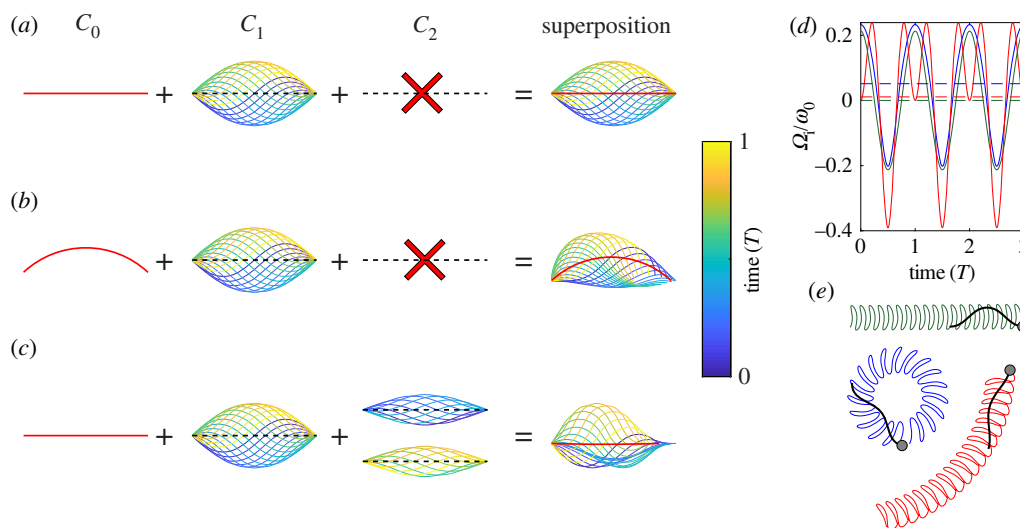 (a) C₀ C₁ C₂ superposition
+ + =
(b)
+ + =
(c)
+ + =
1
time (T)
0
(d)
0.2
0
–0.2
–0.4
Ωᵢ/ω₀
0 1 2 3
time (T)
(e)